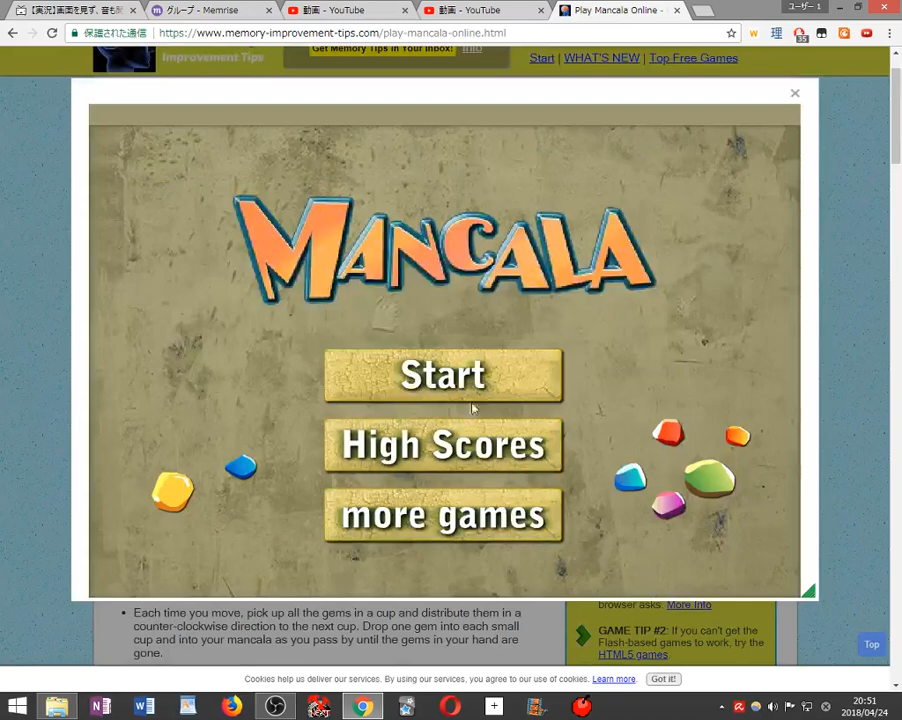 【実況】画面を見ず、音も
グループ - Memrise
動画 - YouTube
動画 - YouTube
Play Mancala Online -
ユーザー 1
保護された通信
https://www.memory-improvement-tips.com/play-mancala-online.html
理
35
Improvement Tips
Get Memory Tips in Your Inbox! Info
Start | WHAT'S NEW | Top Free Games
MANCALA
Start
High Scores
more games
Each time you move, pick up all the gems in a cup and distribute them in a
counter-clockwise direction to the next cup. Drop one gem into each small
cup and into your mancala as you pass by until the gems in your hand are
gone.
browser asks. More Info
GAME TIP #2: If you can't get the
Flash-based games to work, try the
HTML5 games.
Top
Cookies help us deliver our services. By using our services, you agree to our use of cookies. Learn more. Got it!
20:51
2018/04/24